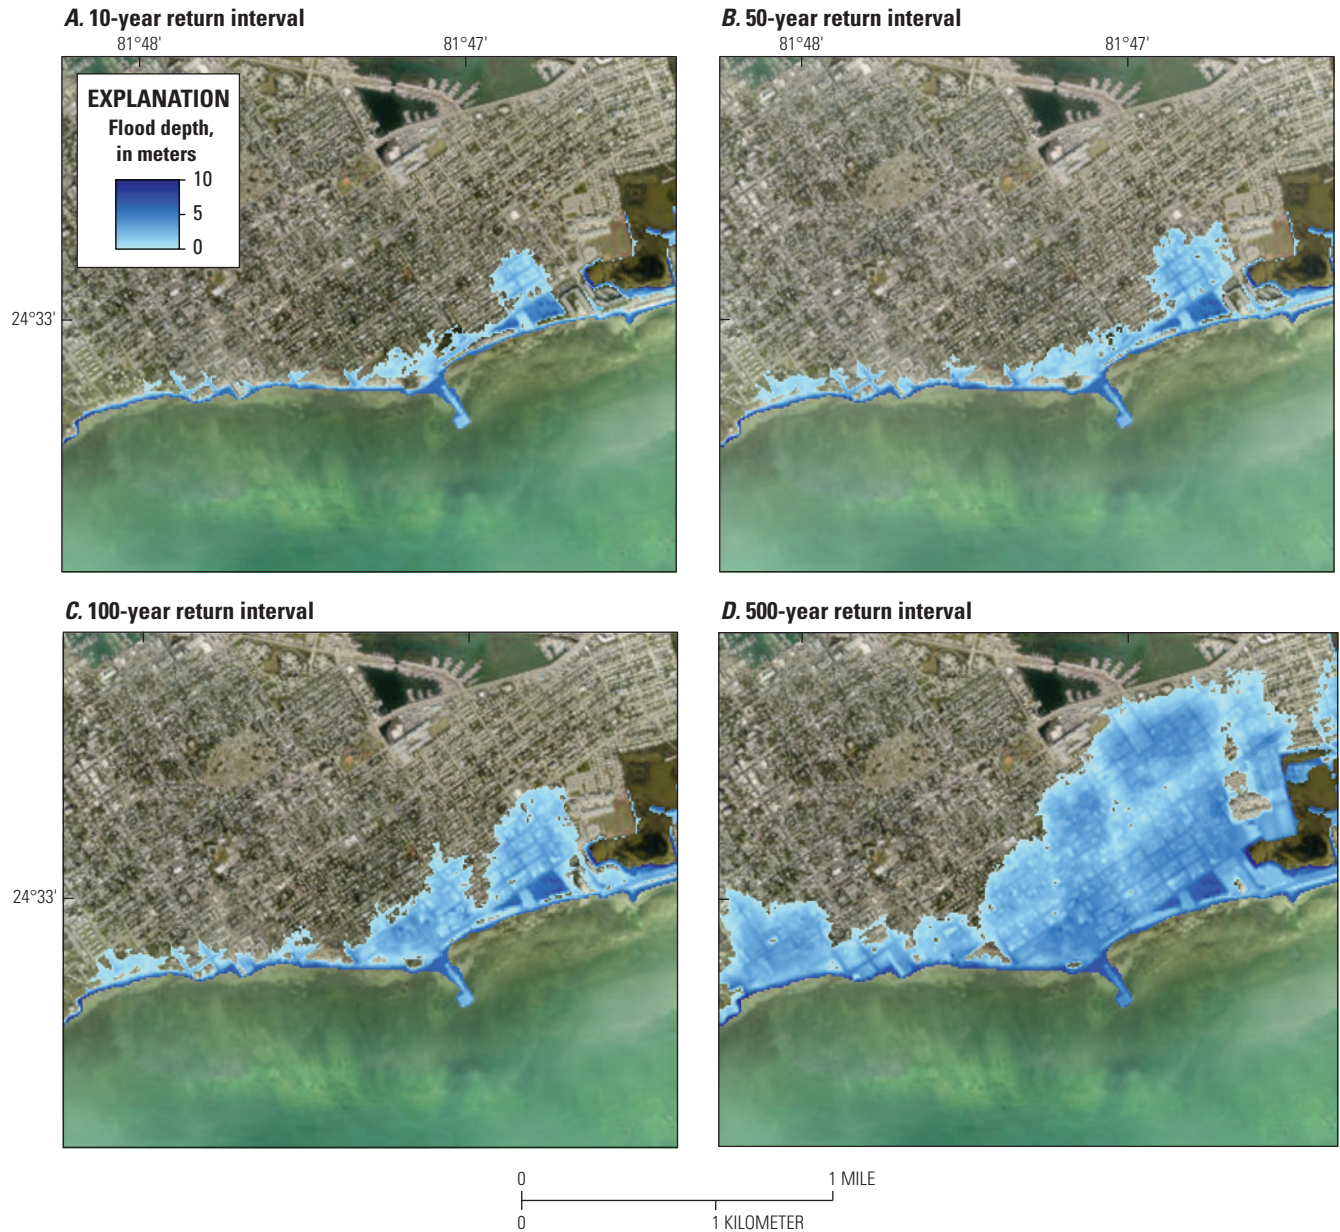 A. 10-year return interval
B. 50-year return interval
81°48'
81°47'
81°48'
81°47'
EXPLANATION
Flood depth,
in meters
10
5
0
24°33'
C. 100-year return interval
D. 500-year return interval
24°33'
0
1 MILE
0
1 KILOMETER